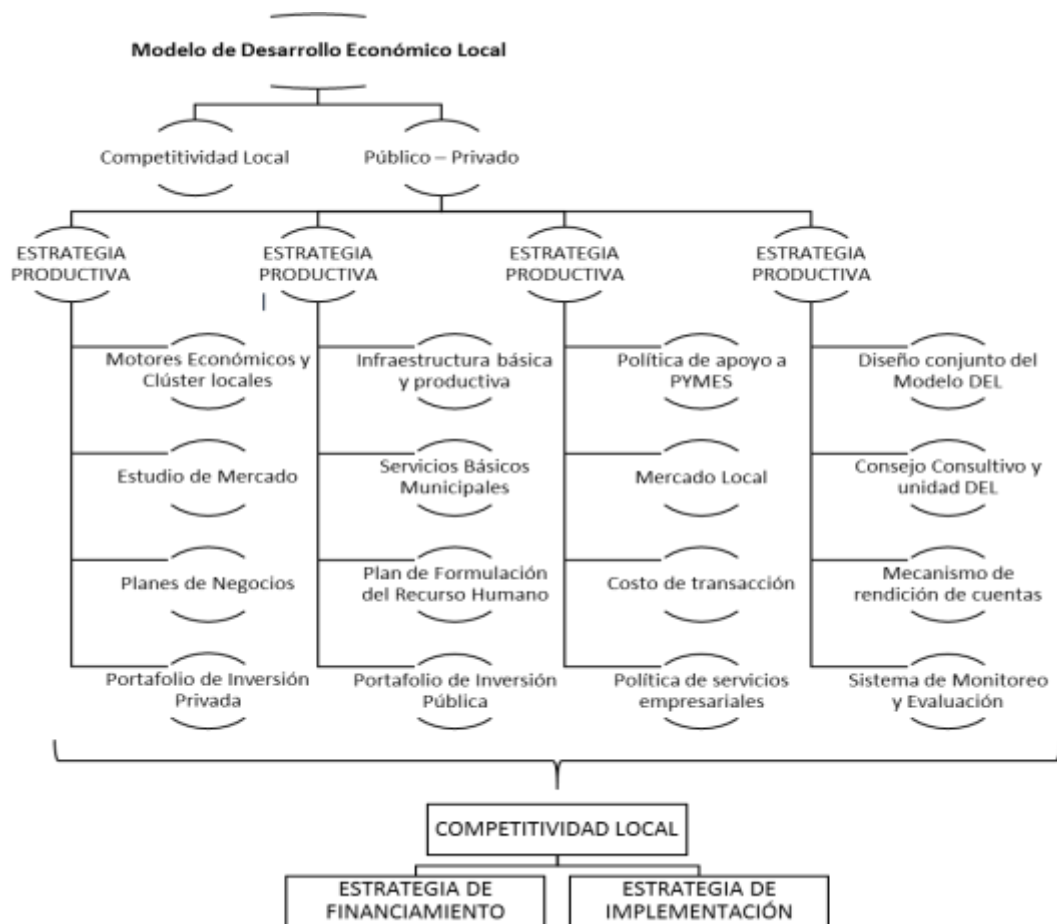 Modelo de Desarrollo Económico Local
Competitividad Local
Público – Privado
ESTRATEGIA
PRODUCTIVA
ESTRATEGIA
PRODUCTIVA
ESTRATEGIA
PRODUCTIVA
ESTRATEGIA
PRODUCTIVA
Motores Económicos y
Clúster locales
Infraestructura básica
y productiva
Política de apoyo a
PYMES
Diseño conjunto del
Modelo DEL
Estudio de Mercado
Servicios Básicos
Municipales
Mercado Local
Consejo Consultivo y
unidad DEL
Planes de Negocios
Plan de Formulación
del Recurso Humano
Costo de transacción
Mecanismo de
rendición de cuentas
Portafolio de Inversión
Privada
Portafolio de Inversión
Pública
Política de servicios
empresariales
Sistema de Monitoreo
y Evaluación
COMPETITIVIDAD LOCAL
ESTRATEGIA DE
FINANCIAMIENTO
ESTRATEGIA DE
IMPLEMENTACIÓN